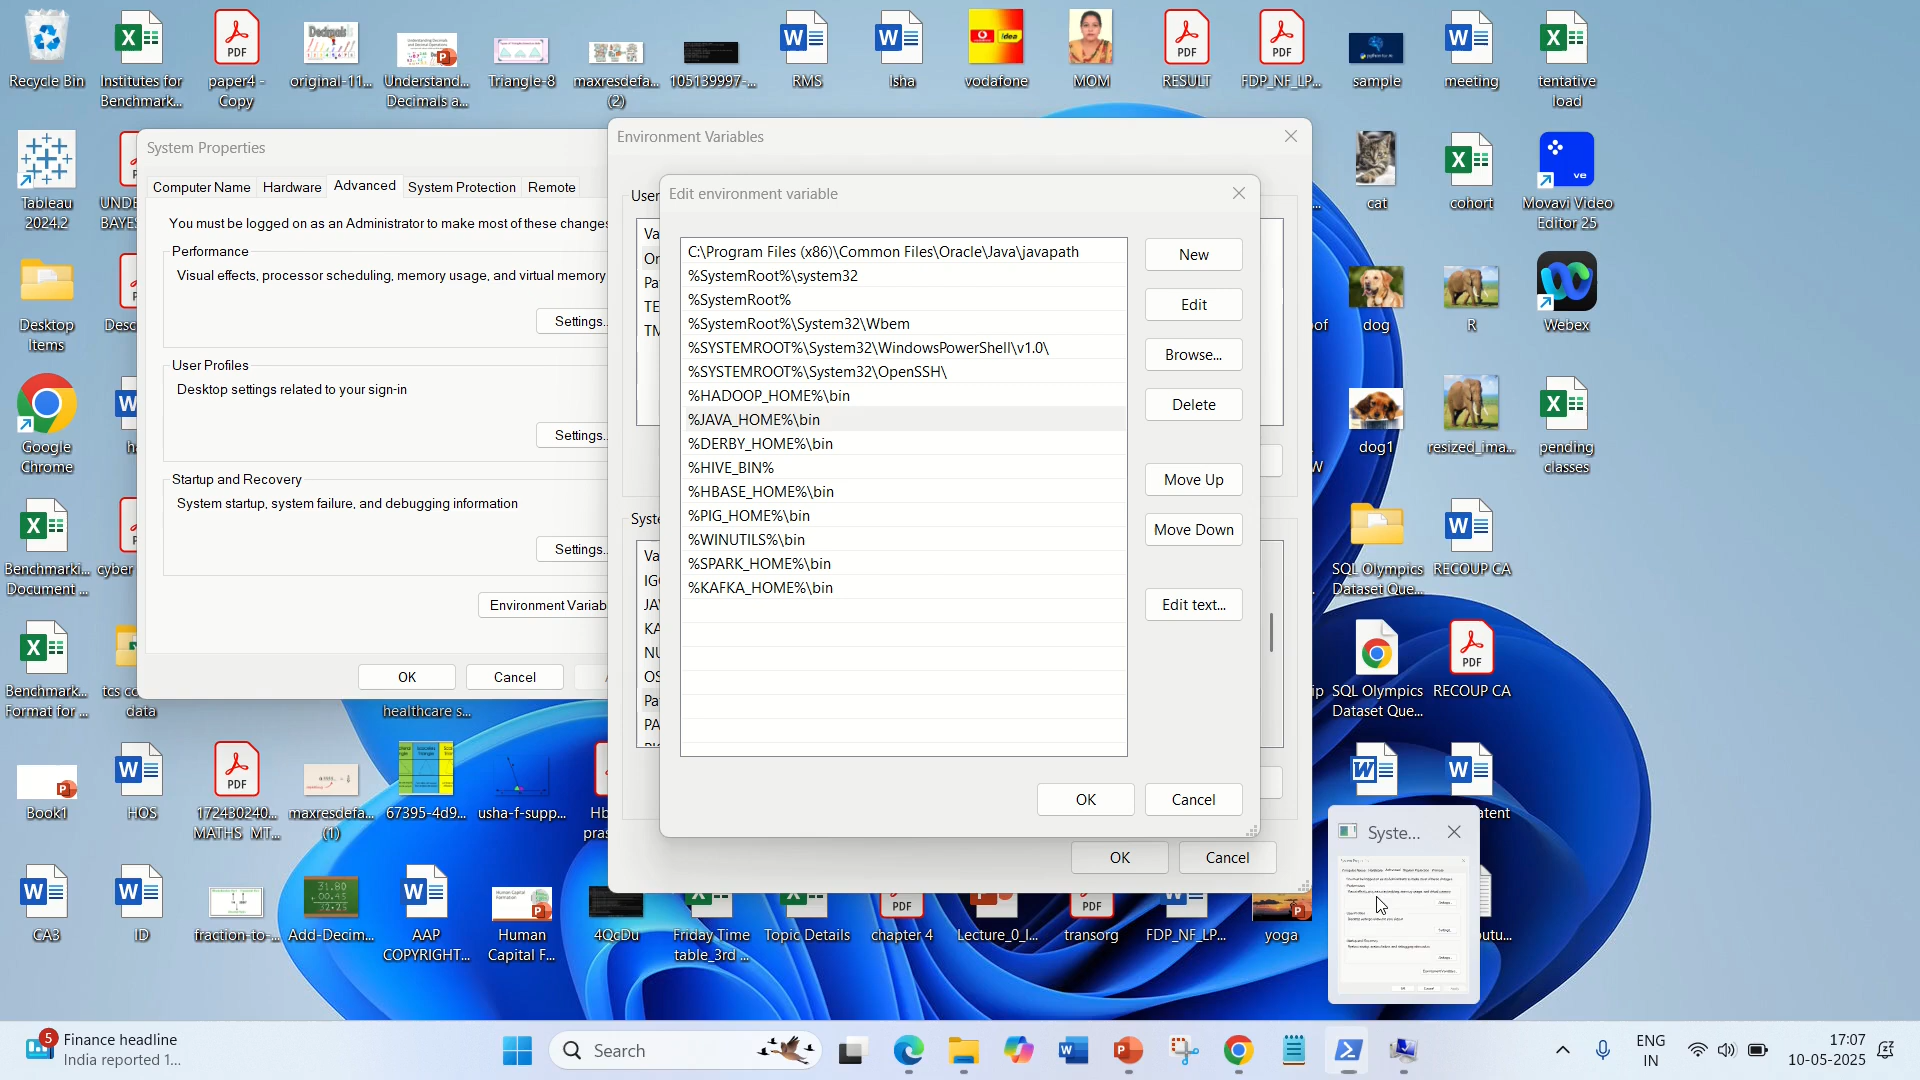 Recycle Bin
Institutes for
Benchmark...
paper4 -
Copy
original-11...
Understand...
Decimals a...
Triangle-8
maxresdefa...
(2)
105139997-...
RMS
Isha
vodafone
MOM
RESULT
FDP_NF_LP...
sample
meeting
tentative
load
Tableau
2024.2
UNDE
BAYES
cat
cohort
Movavi Video
Editor 25
Desktop
Items
Desc
dog
R
Webex
Google
Chrome
dog1
resized_ima...
pending
classes
Benchmarki...
Document ...
cyber
SQL Olympics
Dataset Que...
RECOUP CA
Benchmark...
Format for ...
tcs co
data
healthcare s...
SQL Olympics
Dataset Que...
RECOUP CA
Book1
HOS
172430240...
MATHS_MT...
maxresdefa...
(1)
67395-4d9...
usha-f-supp...
CA3
ID
fraction-to-...
Add-Decim...
AAP
COPYRIGHT...
Human
Capital F...
4QcDu
Friday Time
table_3rd ...
Topic Details
chapter 4
Lecture_0_I...
transorg
FDP_NF_LP...
yoga
System Properties
Computer Name
Hardware
Advanced
System Protection
Remote
You must be logged on as an Administrator to make most of these changes
Performance
Visual effects, processor scheduling, memory usage, and virtual memory
Settings..
User Profiles
Desktop settings related to your sign-in
Settings..
Startup and Recovery
System startup, system failure, and debugging information
Settings..
Environment Variab
OK
Cancel
Environment Variables
User
Syste
OK
Cancel
Edit environment variable
C:\Program Files (x86)\Common Files\Oracle\Java\javapath
%SystemRoot%\system32
%SystemRoot%
%SystemRoot%\System32\Wbem
%SYSTEMROOT%\System32\WindowsPowerShell\v1.0\
%SYSTEMROOT%\System32\OpenSSH\
%HADOOP_HOME%\bin
%JAVA_HOME%\bin
%DERBY_HOME%\bin
%HIVE_BIN%
%HBASE_HOME%\bin
%PIG_HOME%\bin
%WINUTILS%\bin
%SPARK_HOME%\bin
%KAFKA_HOME%\bin
New
Edit
Browse...
Delete
Move Up
Move Down
Edit text...
OK
Cancel
Syste...
Finance headline
India reported 1...
Search
ENG
IN
17:07
10-05-2025